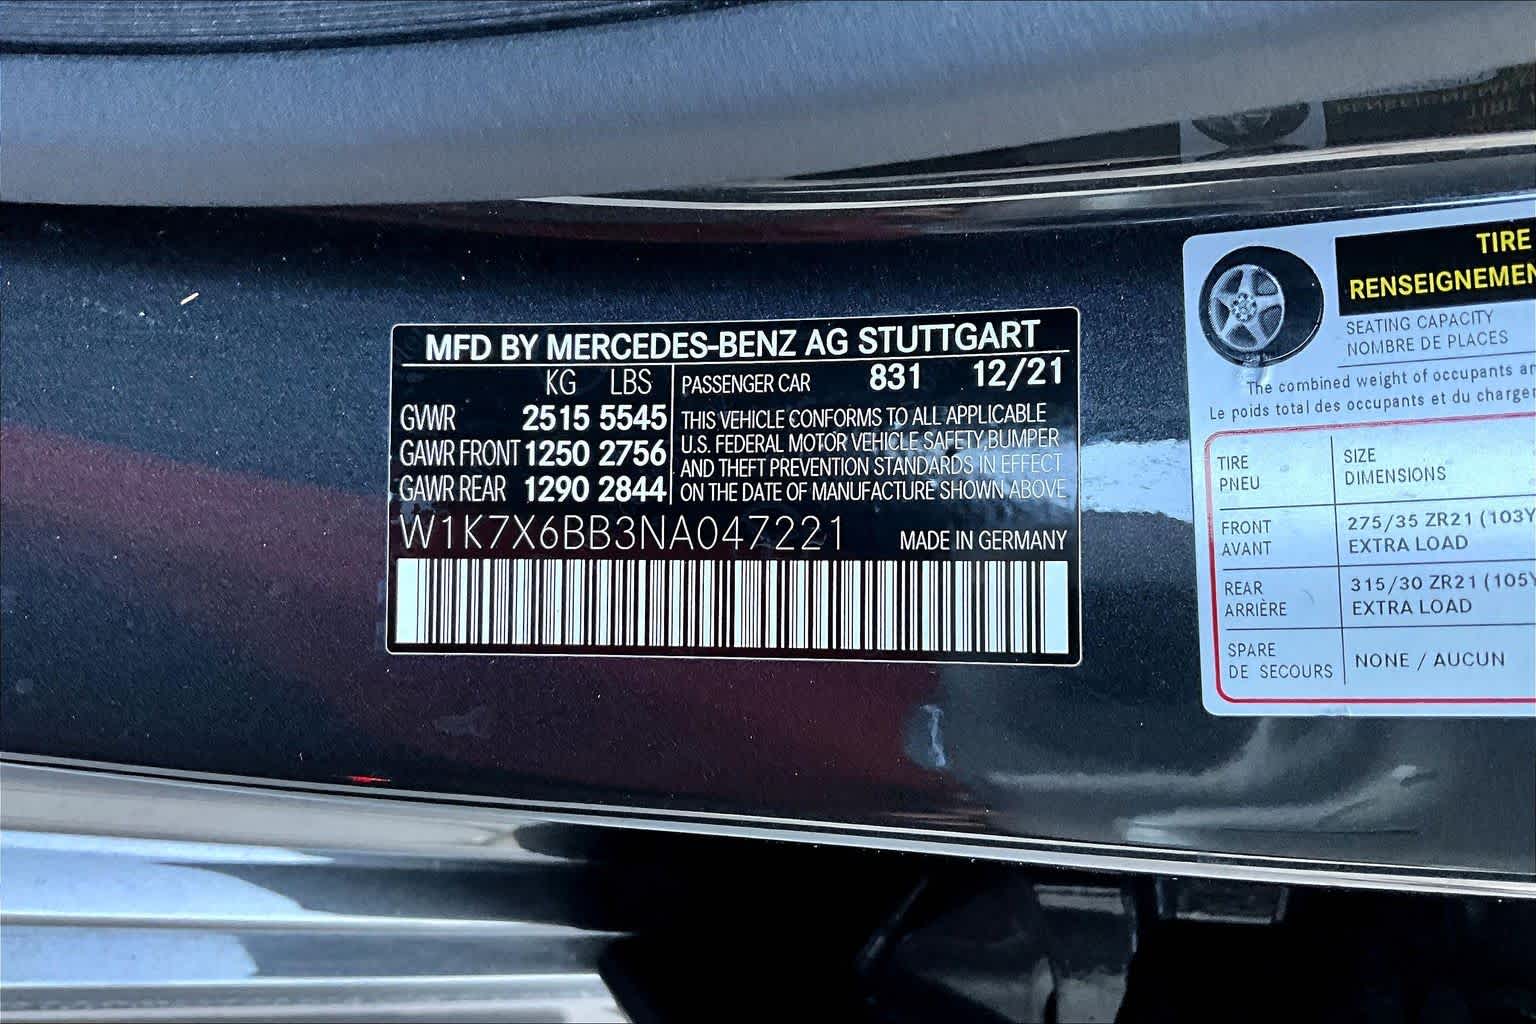 MFD BY MERCEDES-BENZ AG STUTTGART
KG LBS
GVWR 2515 5545
GAWR FRONT 1250 2756
GAWR REAR 1290 2844
PASSENGER CAR 831 12/21
THIS VEHICLE CONFORMS TO ALL APPLICABLE
U.S. FEDERAL MOTOR VEHICLE SAFETY,BUMPER
AND THEFT PREVENTION STANDARDS IN EFFECT
ON THE DATE OF MANUFACTURE SHOWN ABOVE
W1K7X6BB3NA047221 MADE IN GERMANY
TIRE
RENSEIGNEMEN
SEATING CAPACITY
NOMBRE DE PLACES
The combined weight of occupants an
Le poids total des occupants et du charger
TIRE
PNEU
SIZE
DIMENSIONS
FRONT
AVANT
275/35 ZR21 (103Y
EXTRA LOAD
REAR
ARRIÈRE
315/30 ZR21 (105Y
EXTRA LOAD
SPARE
DE SECOURS
NONE / AUCUN